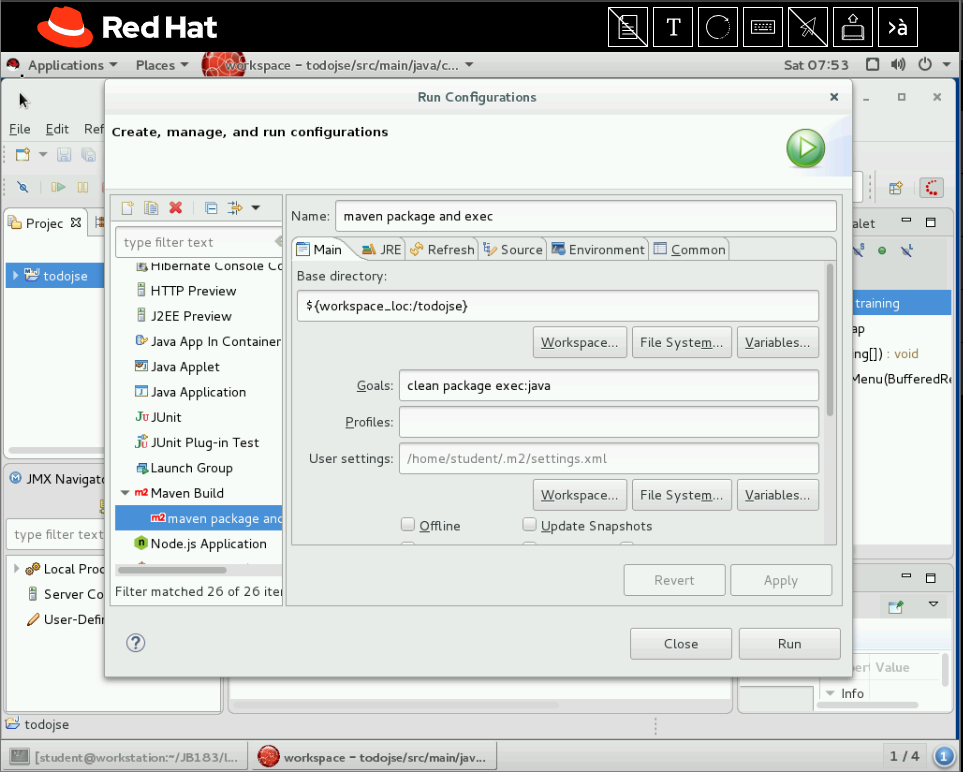 Red Hat
T
>à
Applications
Places
workspace – todojse/src/main/java/c...
Sat 07:53
Run Configurations
File Edit Ref
Create, manage, and run configurations
Projec
alet
type filter text
Name: maven package and exec
Main JRE Refresh Source Environment Common
todojse
Hibernate Console Co
HTTP Preview
J2EE Preview
Java App In Container
Java Applet
Java Application
JUnit
JUnit Plug-in Test
Launch Group
Maven Build
maven package and
Node.js Application
Filter matched 26 of 26 iter
Base directory:
${workspace_loc:/todojse}
Workspace... File System... Variables...
Goals: clean package exec:java
Profiles:
User settings: /home/student/.m2/settings.xml
Workspace... File System... Variables...
Offline Update Snapshots
Revert Apply
Close Run
training
ap
ng[]) : void
Menu(BufferedRe
JMX Navigato
type filter text
Local Proc
Server Co
User-Defin
per Value
Info
todojse
[student@workstation:~/JB183/l...
workspace – todojse/src/main/jav...
1 / 4
1